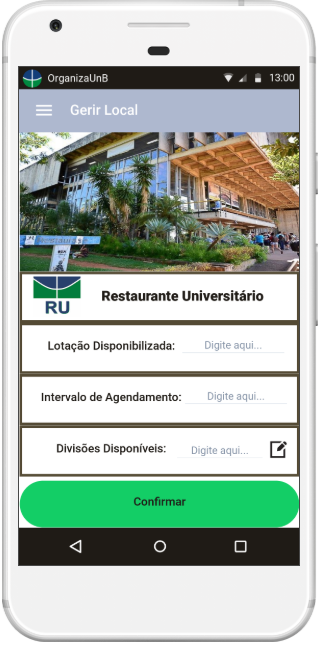 OrganizaUnB 13:00
Gerir Local
RU
Restaurante Universitário
Lotação Disponibilizada: Digite aqui...
Intervalo de Agendamento: Digite aqui...
Divisões Disponíveis: Digite aqui...
Confirmar